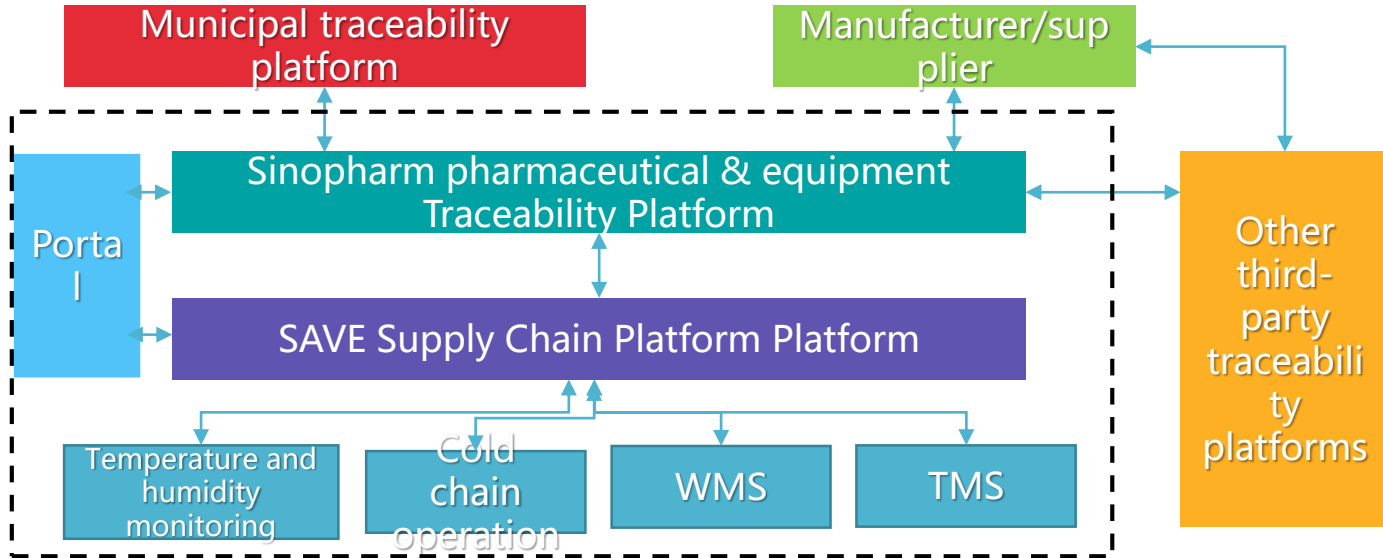 Municipal traceability
platform
Manufacturer/sup
plier
Sinopharm pharmaceutical & equipment
Traceability Platform
Porta
l
SAVE Supply Chain Platform Platform
Other
third-
party
traceabili
ty
platforms
Temperature and
humidity
monitoring
Cold
chain
operation
WMS
TMS